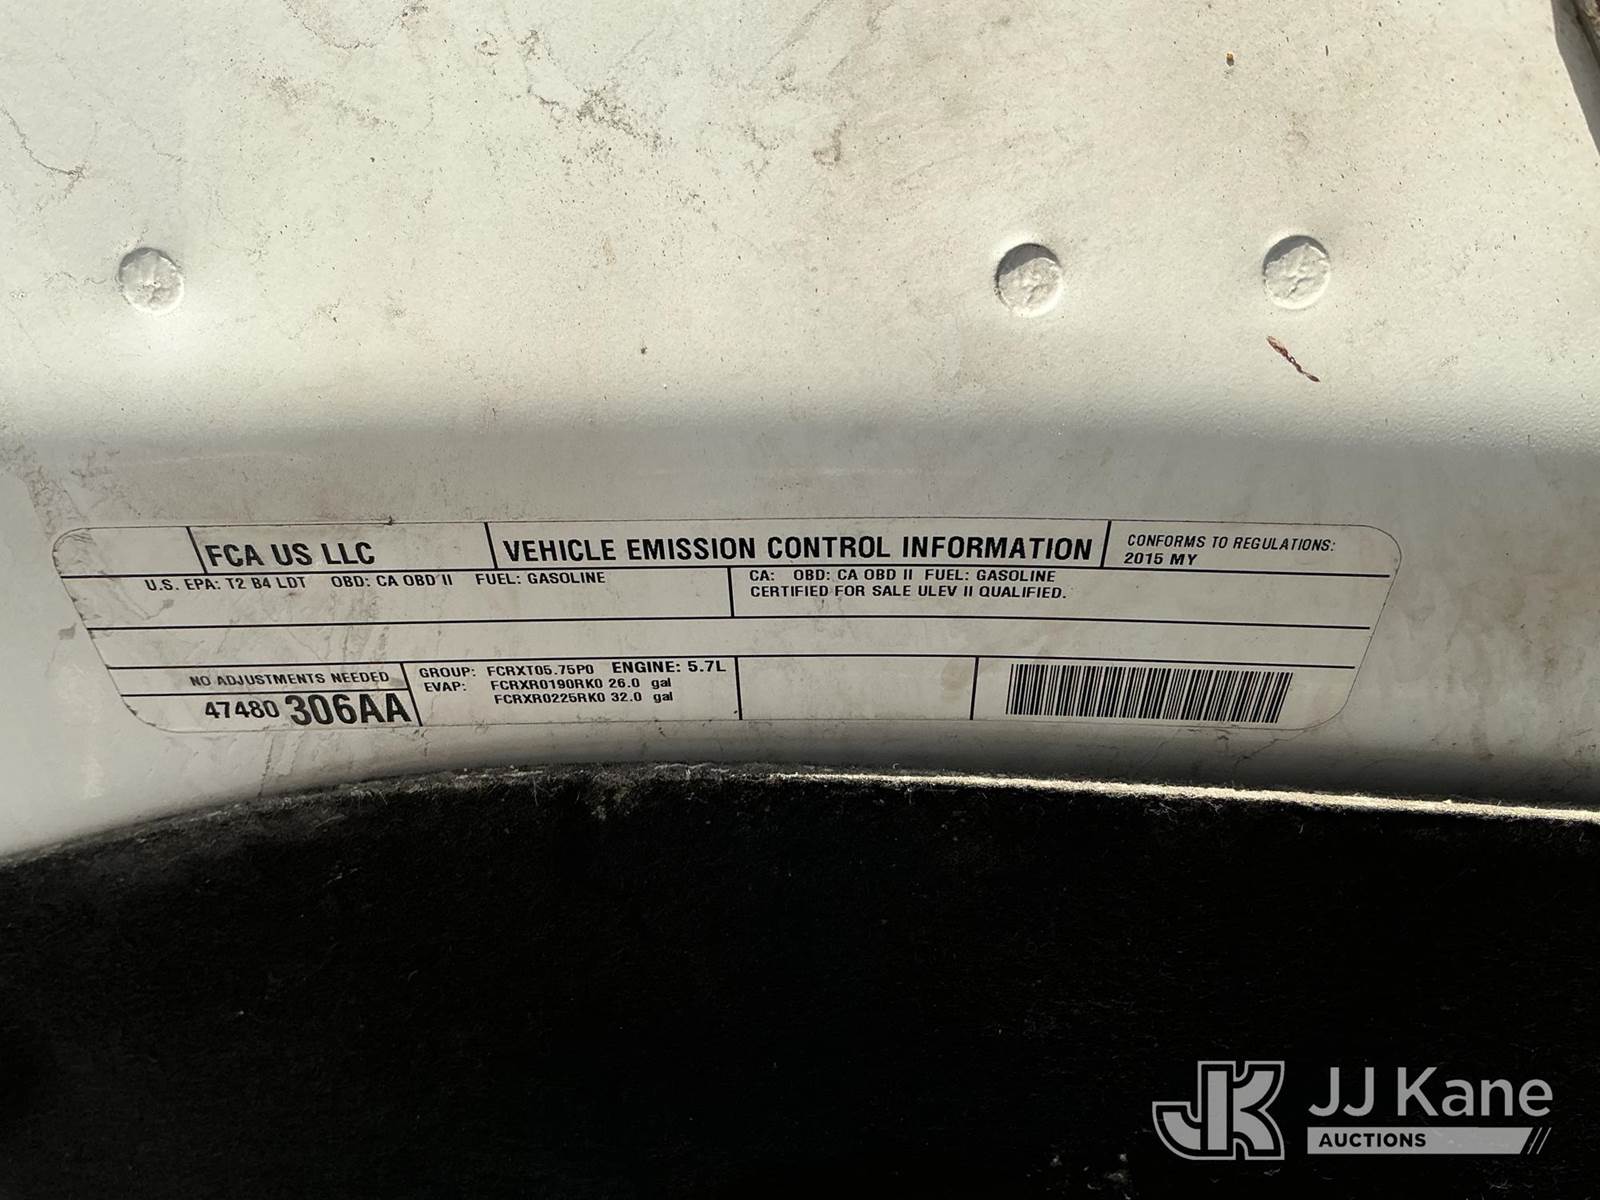 FCA US LLC
VEHICLE EMISSION CONTROL INFORMATION
CONFORMS TO REGULATIONS:
2015 MY
U.S. EPA: T2 B4 LDT OBD: CA OBD II FUEL: GASOLINE
CA: OBD: CA OBD II FUEL: GASOLINE
CERTIFIED FOR SALE ULEV II QUALIFIED.
NO ADJUSTMENTS NEEDED
47480 306AA
GROUP: FCRXT05.75P0 ENGINE: 5.7L
EVAP: FCRXR0190RK0 26.0 gal
FCRXR0225RK0 32.0 gal
JK JJ Kane
AUCTIONS